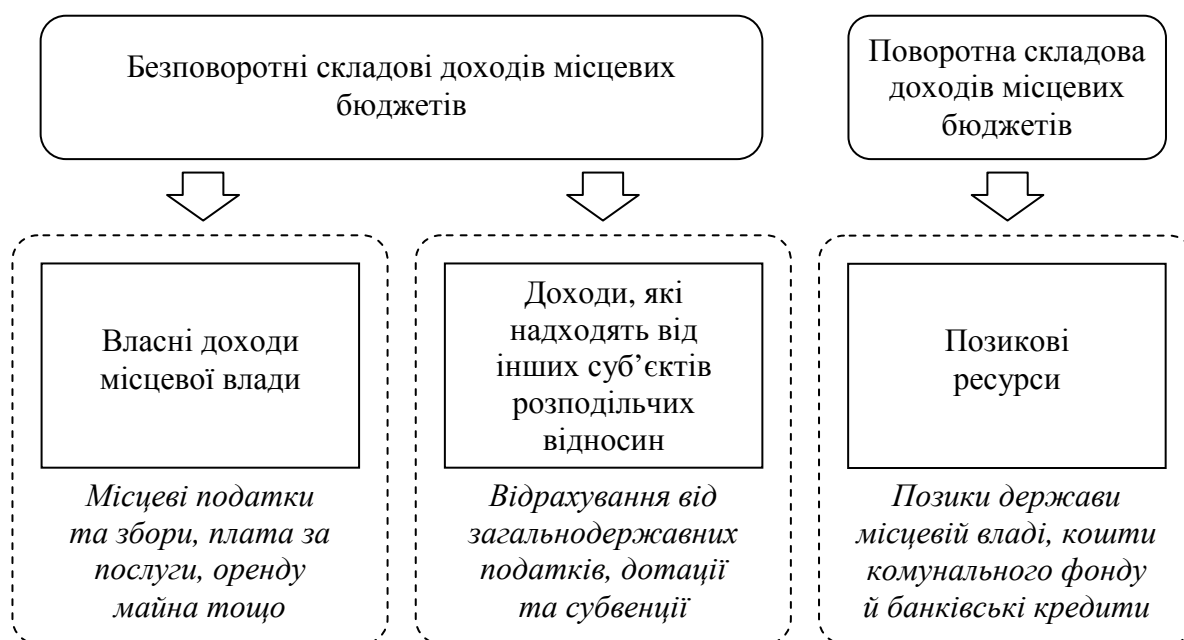 Безповоротні складові доходів місцевих
бюджетів
Поворотна складова
доходів місцевих
бюджетів
Власні доходи
місцевої влади
Місцеві податки
та збори, плата за
послуги, оренду
майна тощо
Доходи, які
надходять від
інших суб’єктів
розподільчих
відносин
Відрахування від
загальнодержавних
податків, дотації
та субвенції
Позикові
ресурси
Позики держави
місцевій владі, кошти
комунального фонду
й банківські кредити